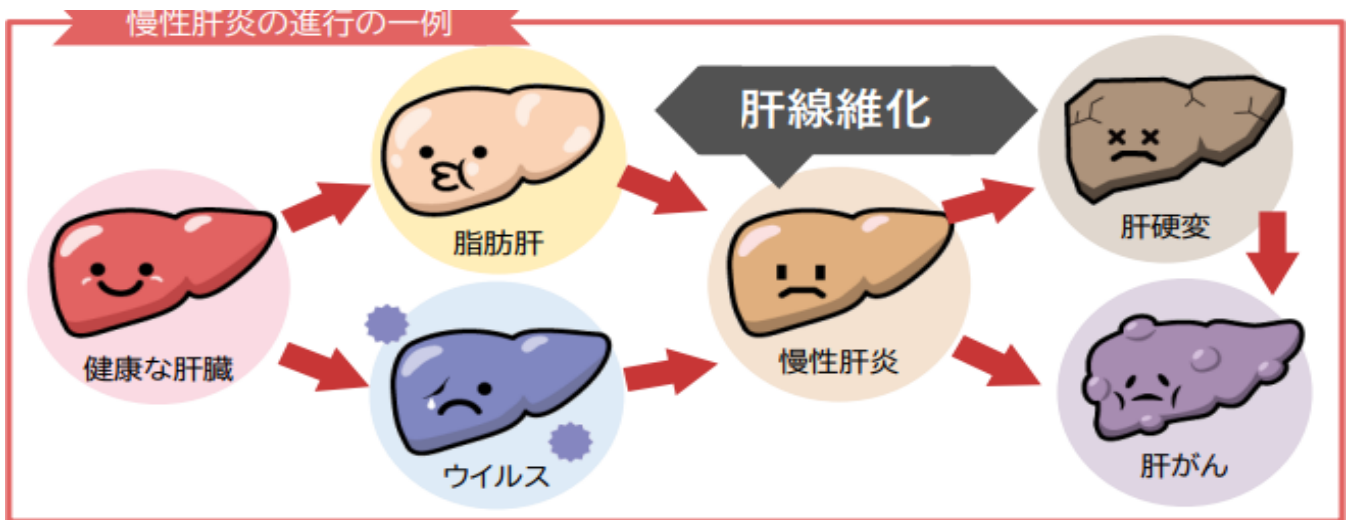 慢性肝炎の進行の一例
肝線維化
脂肪肝
肝硬変
健康な肝臓
慢性肝炎
ウイルス
肝がん